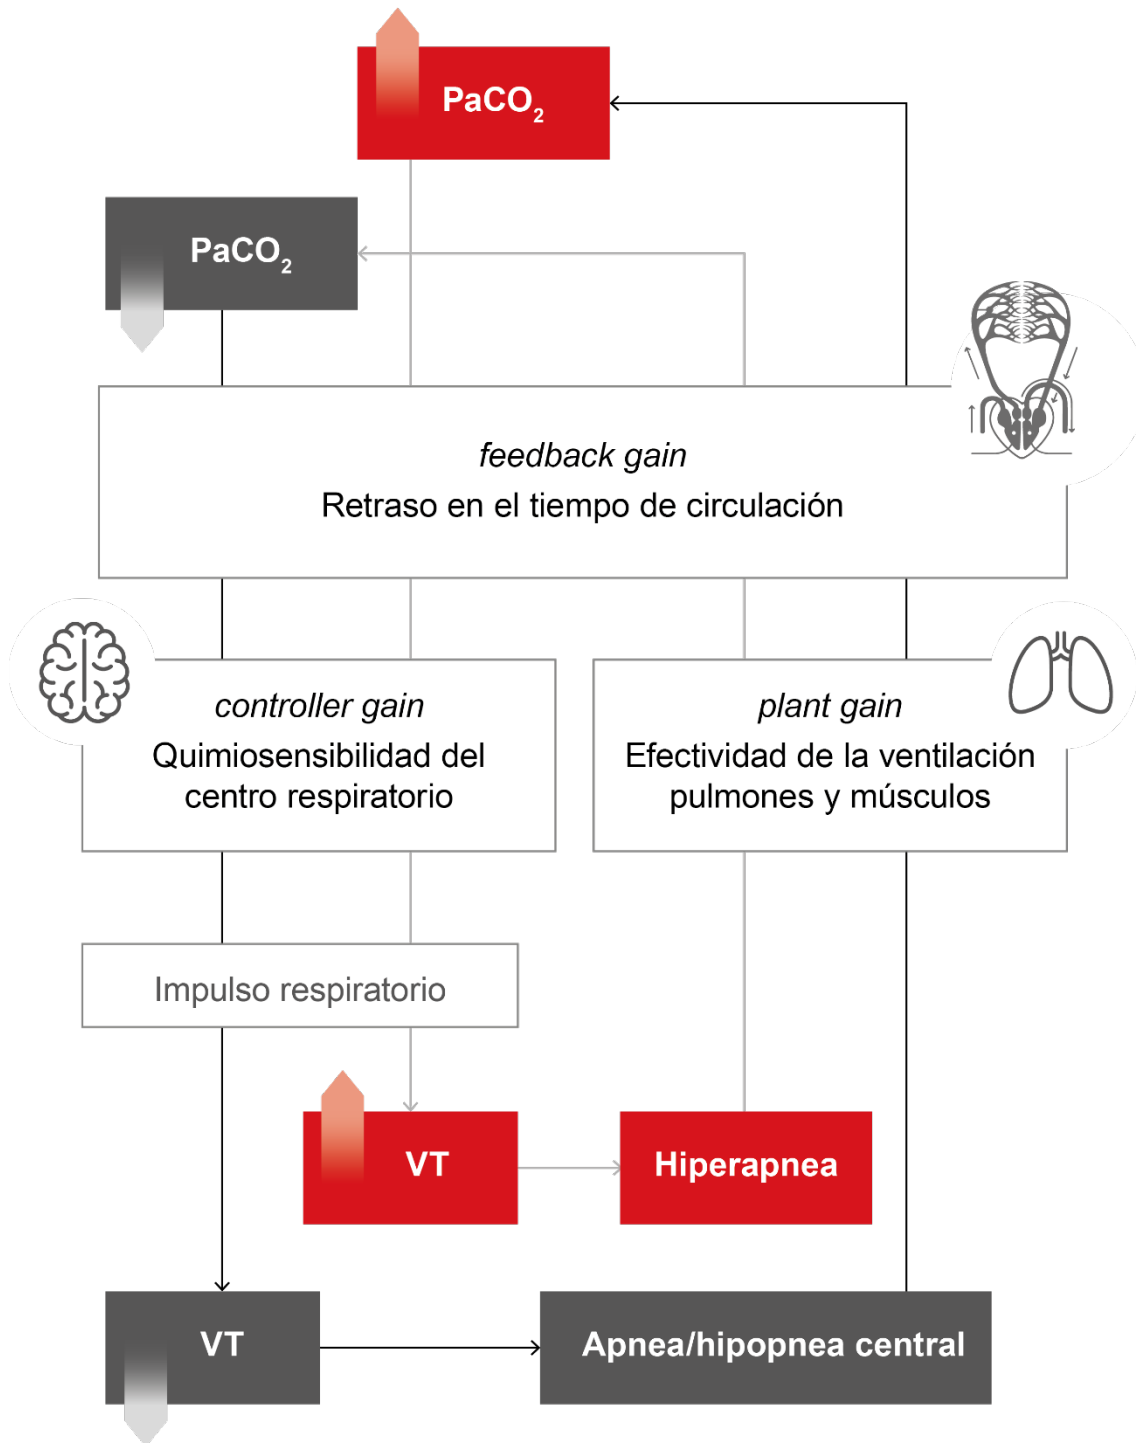 PaCO₂
PaCO₂
feedback gain
Retraso en el tiempo de circulación
controller gain
Quimiosensibilidad del
centro respiratorio
plant gain
Efectividad de la ventilación
pulmones y músculos
Impulso respiratorio
VT
Hiperapnea
VT
Apnea/hipopnea central